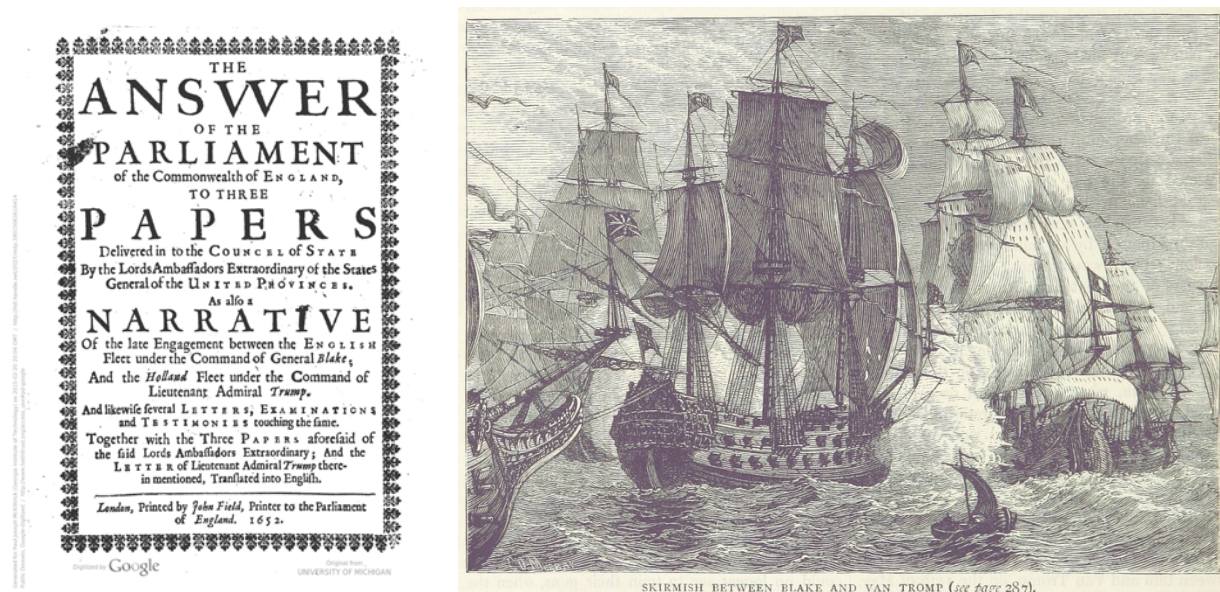 THE
ANSVVER
OF THE
PARLIAMENT
of the Commonwealth of ENGLAND,
TO THREE
PAPERS
Delivered in to the COUNCEL of STATE
By the Lords Ambaſſadors Extraordinary of the States
General of the UNITED PROVINCES.
As alſo a
NARRATIVE
Of the late Engagement between the ENGLISH
Fleet under the Command of General Blake;
And the Holland Fleet under the Command of
Lieutenant Admiral Trump.
And likewiſe ſeveral LETTERS, EXAMINATIONS
and TESTIMONIES touching the ſame.
Together with the Three PAPERS aforeſaid of
the ſaid Lords Ambaſſadors Extraordinary; And the
LETTER of Lieutenant Admiral Trump there-
in mentioned, Tranſlated into Engliſh.
London, Printed by John Field, Printer to the Parliament
of England. 1652.
Digitized by Google
Original from
UNIVERSITY OF MICHIGAN
SKIRMISH BETWEEN BLAKE AND VAN TROMP (see page 287).